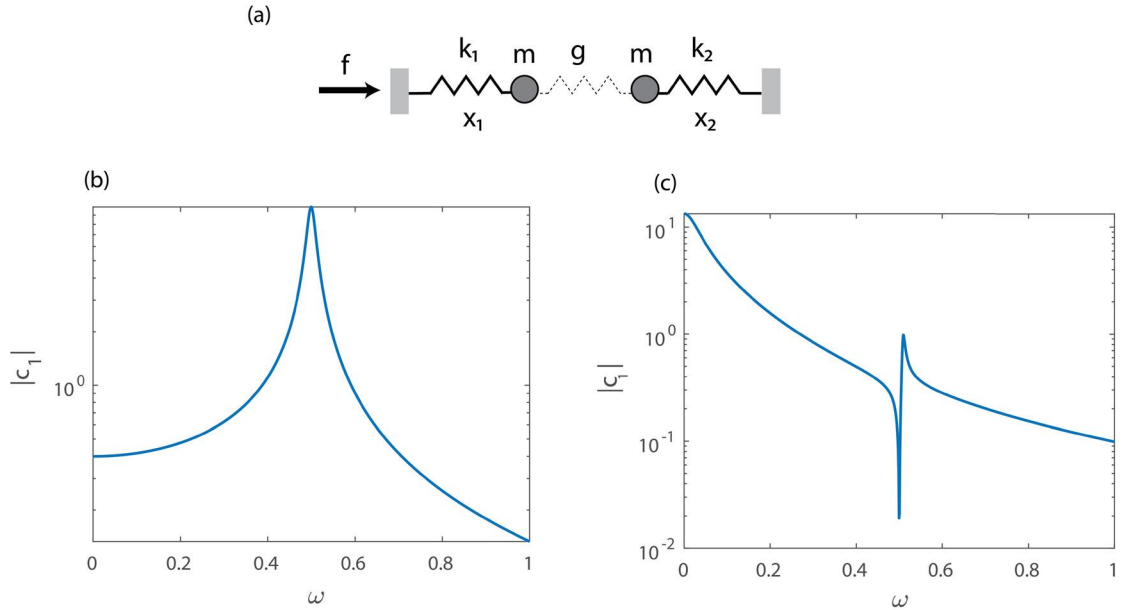 (a)
f
k₁ m g m k₂
x₁ x₂
(b)
|c₁|
10⁰
0 0.2 0.4 0.6 0.8 1
ω
(c)
|c₁|
10¹
10⁰
10⁻¹
10⁻²
0 0.2 0.4 0.6 0.8 1
ω